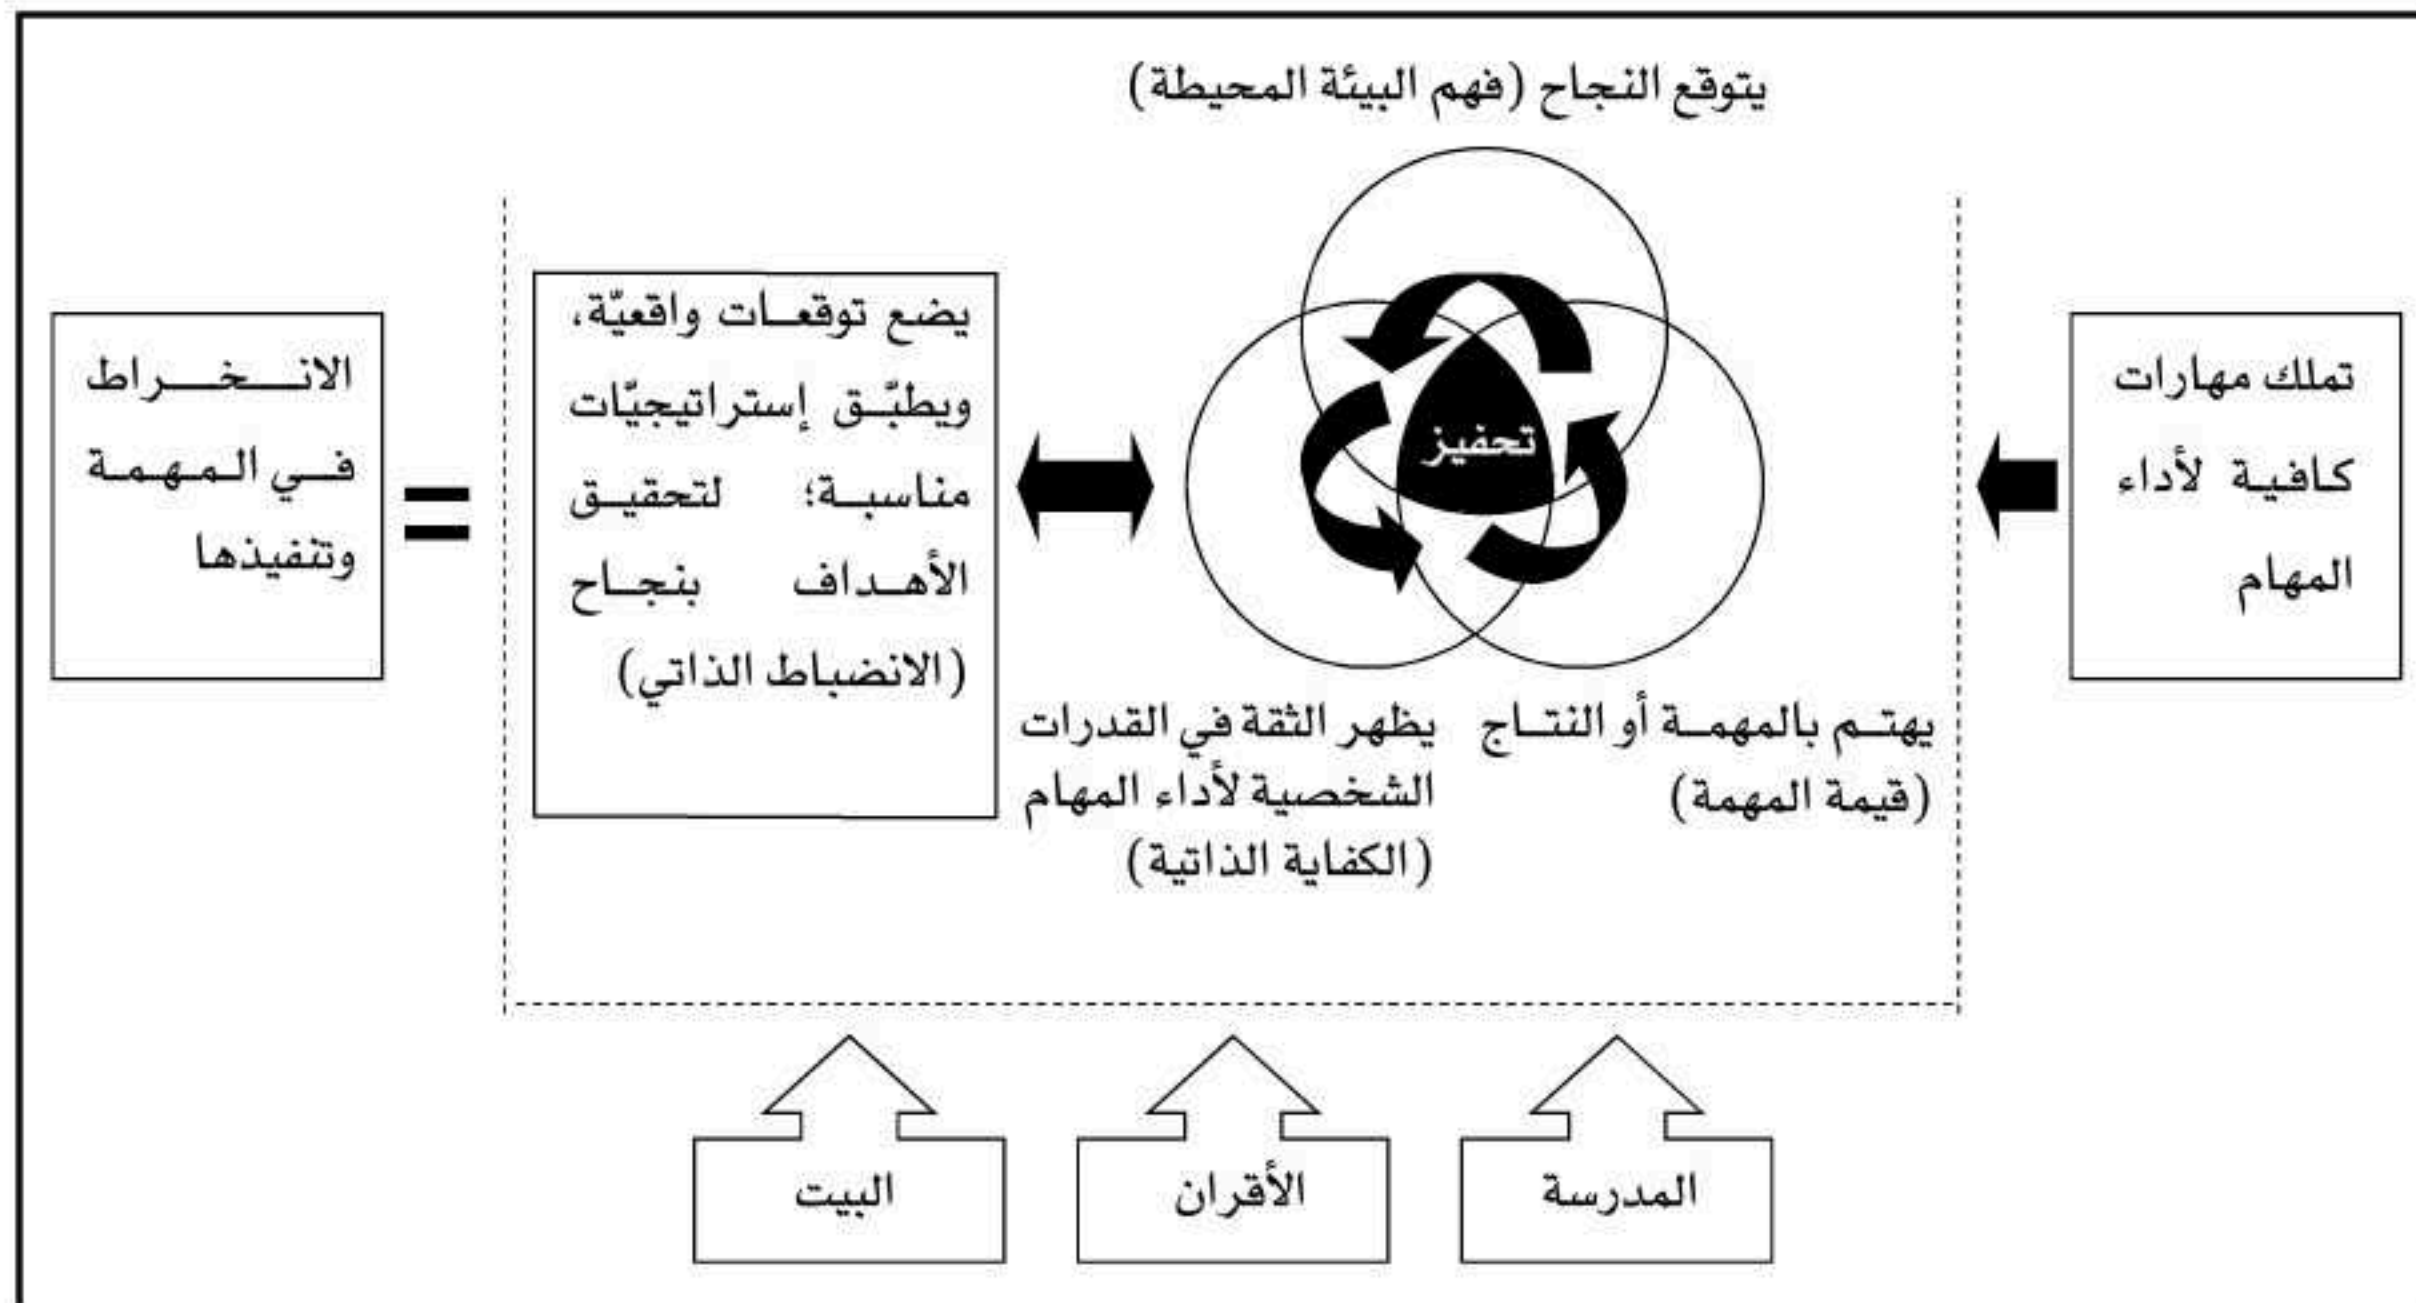 يتوقع النجاح (فهم البيئة المحيطة)
تملك مهارات
كافية لأداء
المهام
تحفيز
يهتم بالمهمة أو النتاج
(قيمة المهمة)
يظهر الثقة في القدرات
الشخصية لأداء المهام
(الكفاية الذاتية)
يضع توقعات واقعيّة،
ويطبّق إستراتيجيّات
مناسبة؛ لتحقيق
الأهداف بنجاح
(الانضباط الذاتي)
=
الانخراط
في المهمة
وتنفيذها
المدرسة
الأقران
البيت